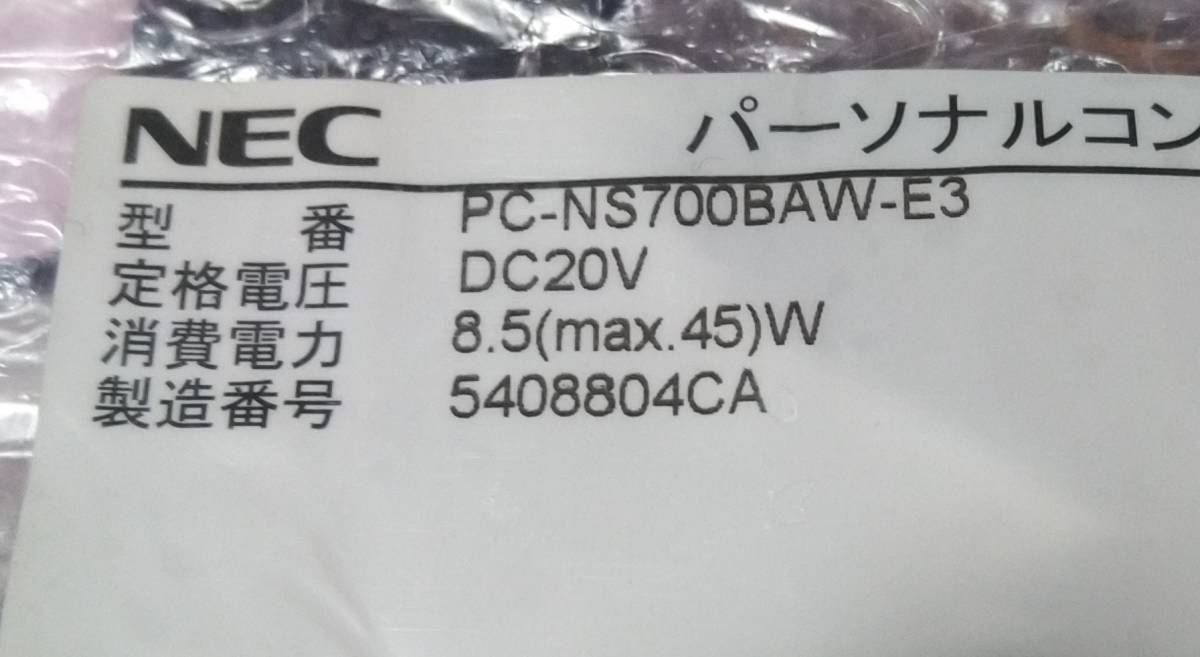 NEC パーソナルコン
型番 PC-NS700BAW-E3
定格電圧 DC20V
消費電力 8.5(max.45)W
製造番号 5408804CA